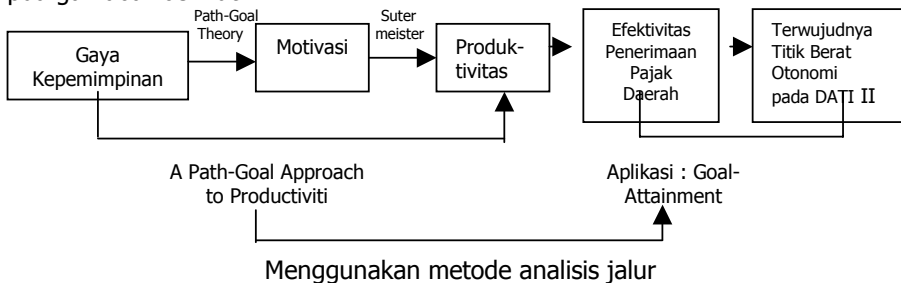 Gaya
Kepemimpinan
Path-Goal
Theory
Motivasi
Suter
meister
Produk-
tivitas
Efektivitas
Penerimaan
Pajak
Daerah
Terwujudnya
Titik Berat
Otonomi
pada DATI II
A Path-Goal Approach
to Productiviti
Aplikasi : Goal-
Attainment
Menggunakan metode analisis jalur